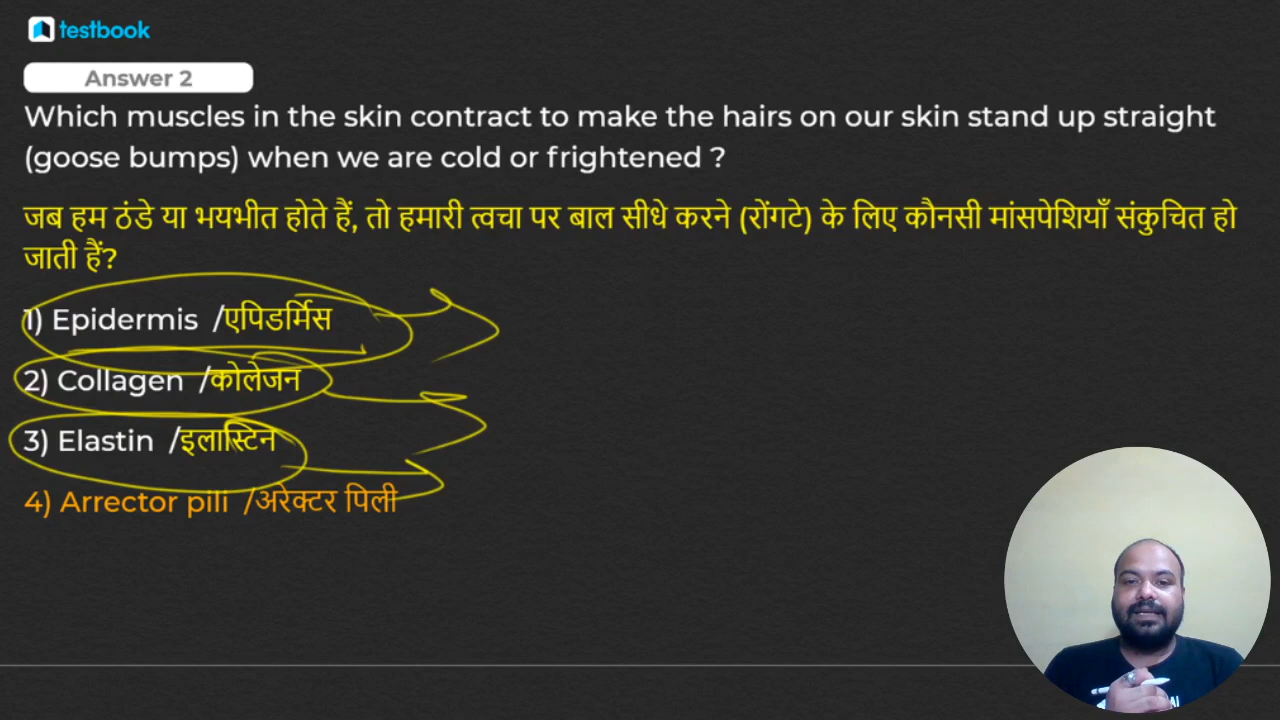 testbook
Answer 2
Which muscles in the skin contract to make the hairs on our skin stand up straight
(goose bumps) when we are cold or frightened ?
जब हम ठंडे या भयभीत होते हैं, तो हमारी त्वचा पर बाल सीधे करने (रोंगटे) के लिए कौनसी मांसपेशियाँ संकुचित हो
जाती हैं?
1) Epidermis /एपिडर्मिस
2) Collagen /कोलेजन
3) Elastin /इलास्टिन
4) Arrector pili /अरेक्टर पिली